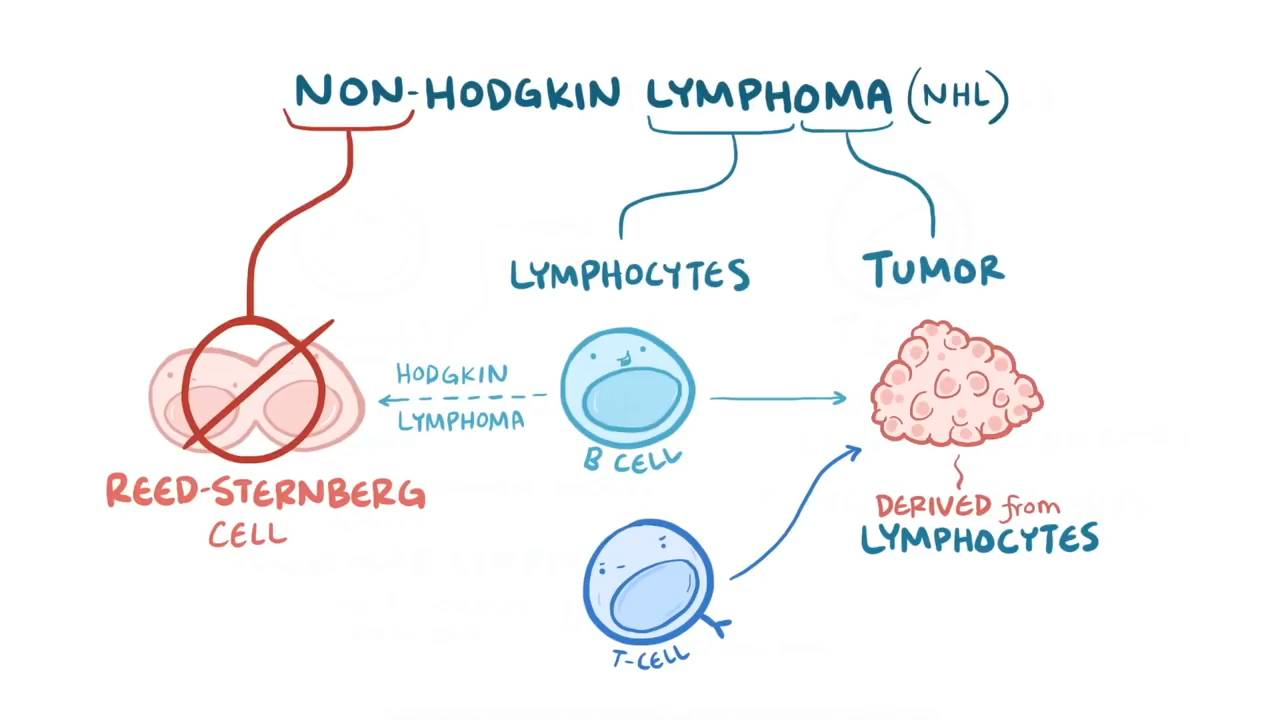 NON-HODGKIN LYMPHOMA (NHL)
LYMPHOCYTES
TUMOR
HODGKIN
LYMPHOMA
B CELL
REED-STERNBERG
CELL
DERIVED from
LYMPHOCYTES
T-CELL